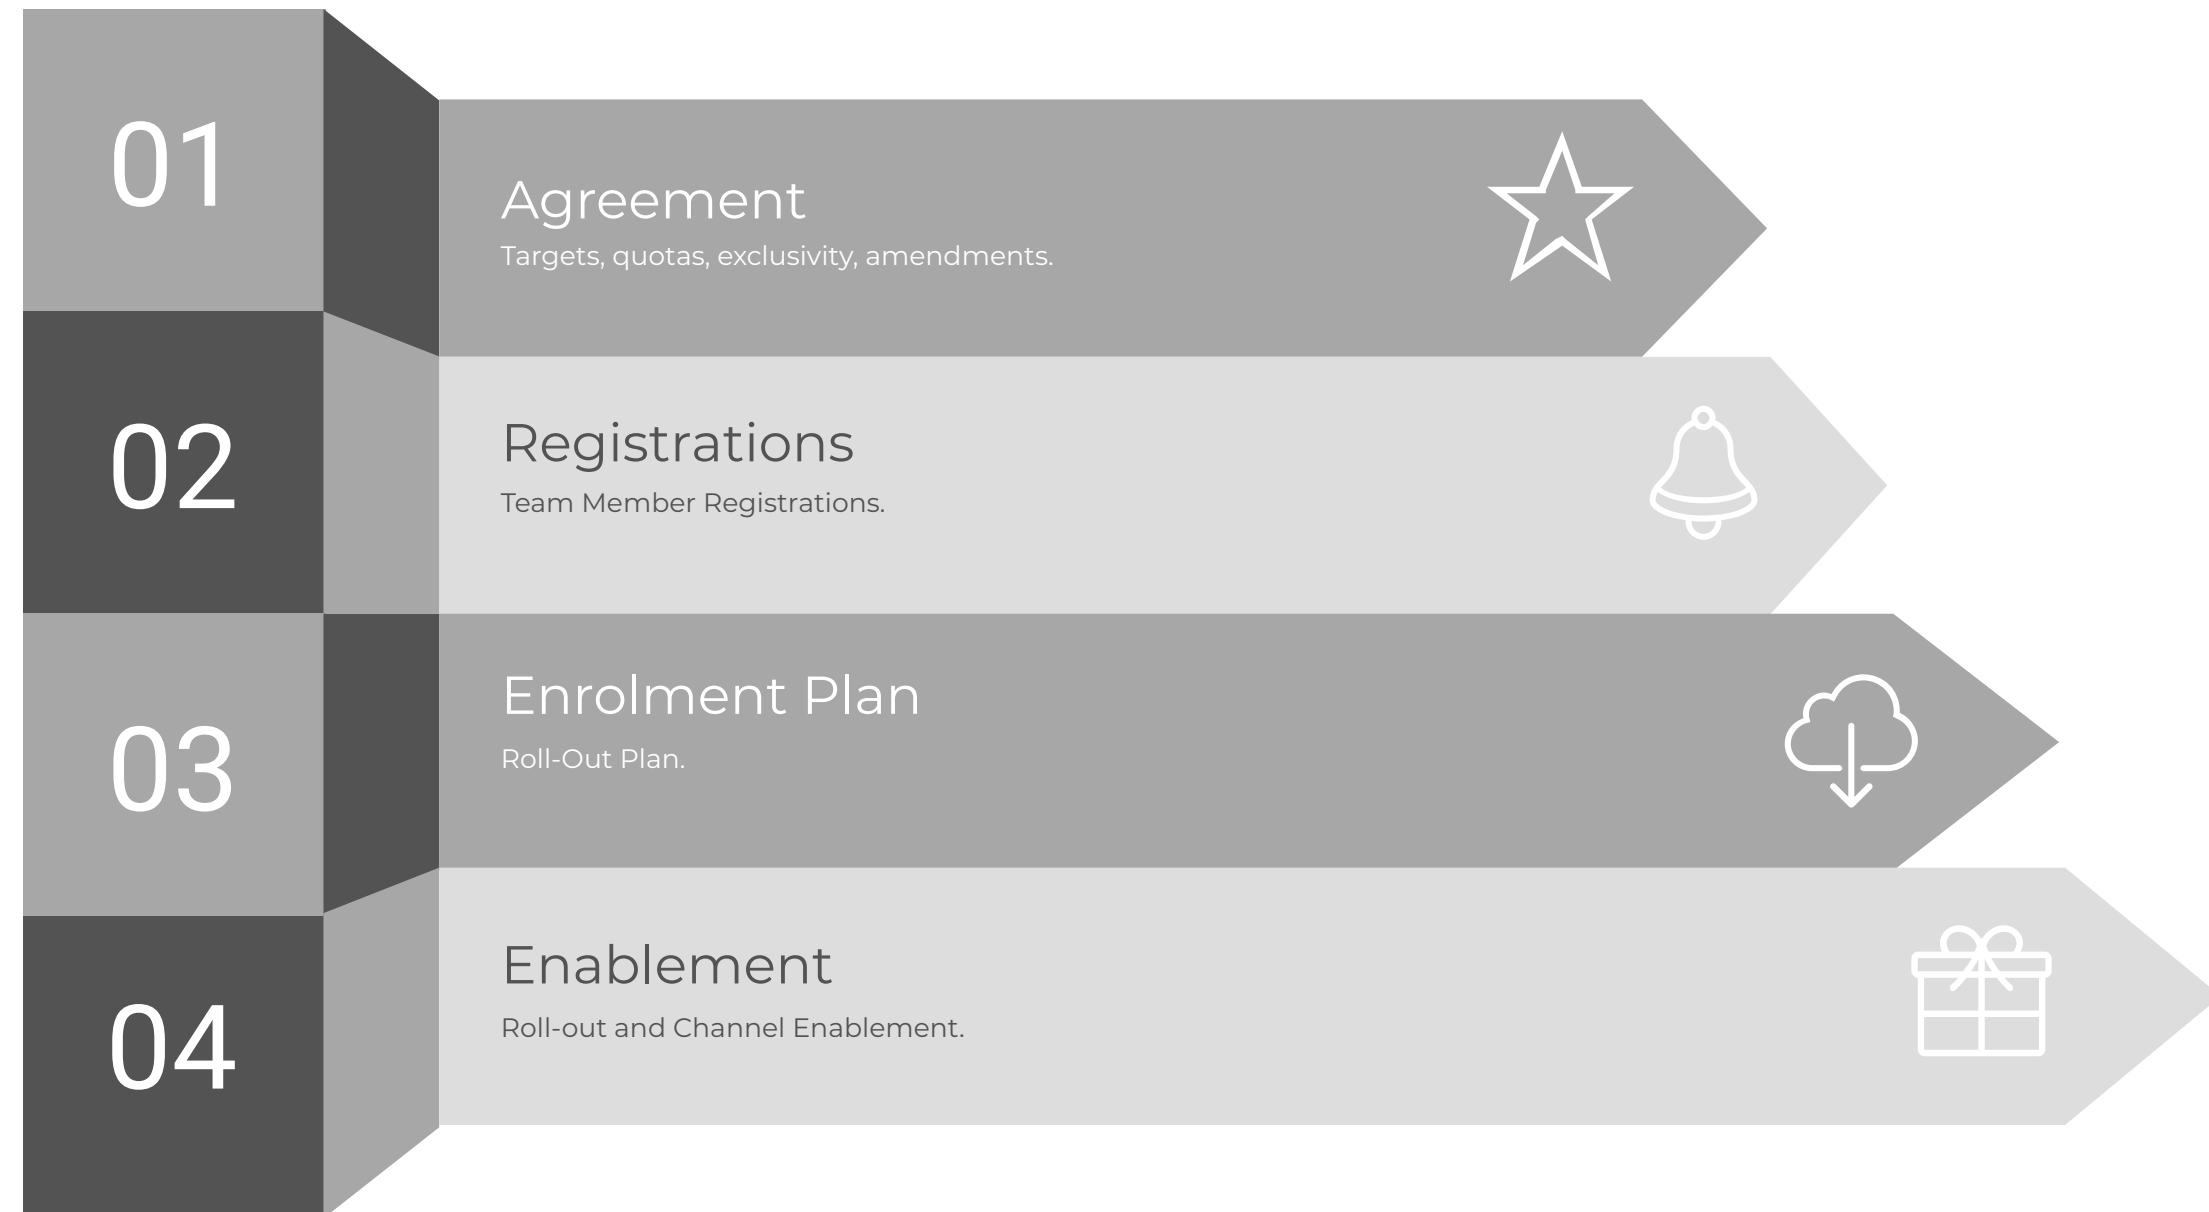 01
Agreement
Targets, quotas, exclusivity, amendments.
02
Registrations
Team Member Registrations.
03
Enrolment Plan
Roll-Out Plan.
04
Enablement
Roll-out and Channel Enablement.